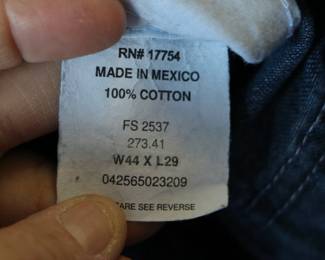 RN# 17754
MADE IN MEXICO
100% COTTON
FS 2537
273.41
W44 X L29
042565023209
CARE SEE REVERSE